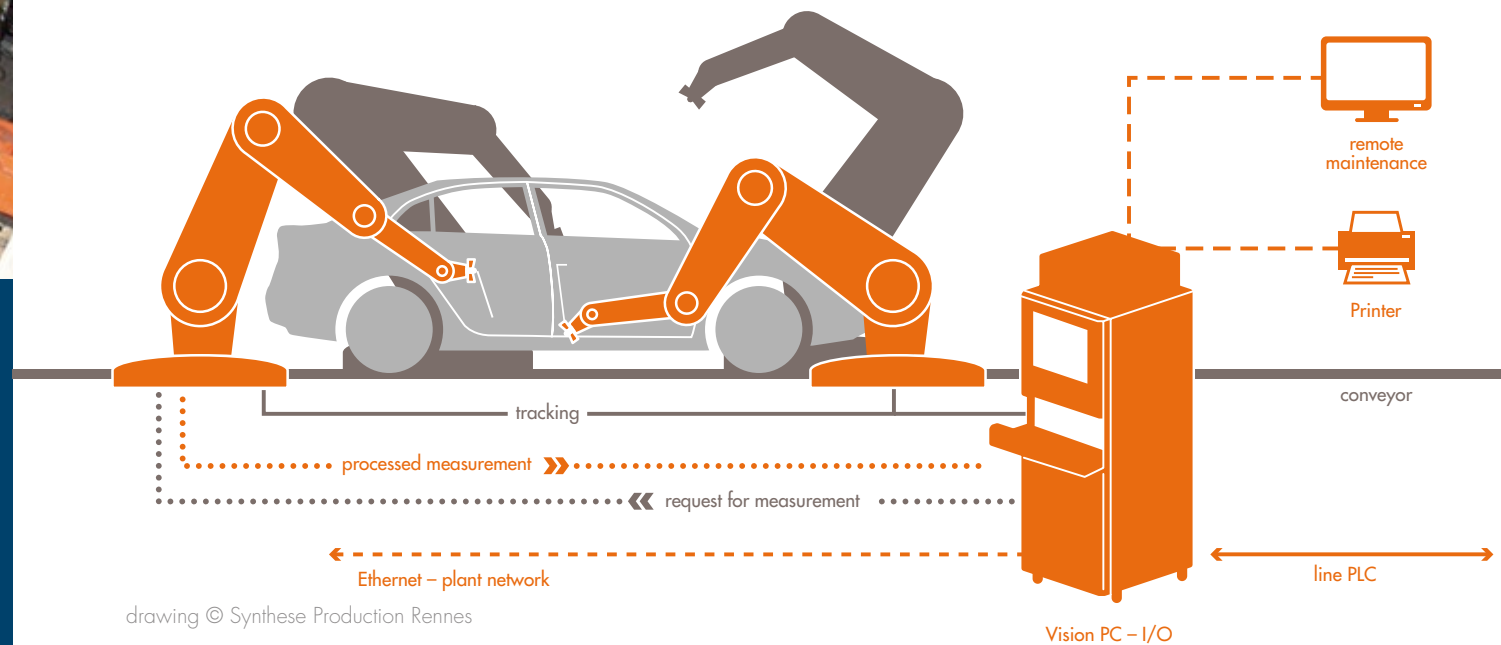 remote
maintenance
Printer
conveyor
tracking
processed measurement
request for measurement
Ethernet – plant network
line PLC
drawing © Synthese Production Rennes
Vision PC – I/O